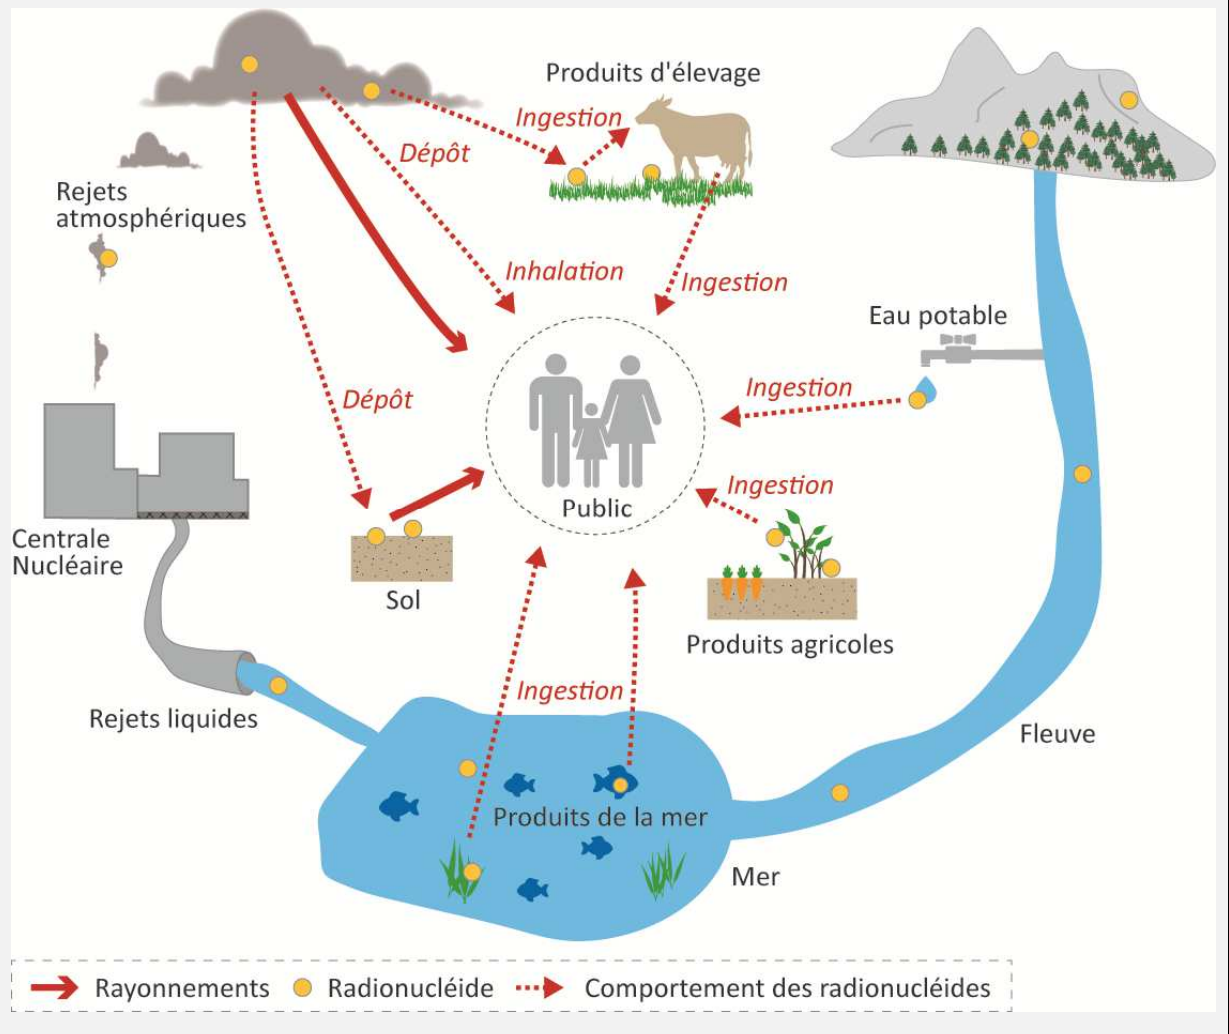 Produits d'élevage
Ingestion
Dépôt
Rejets
atmosphériques
Inhalation
Ingestion
Eau potable
Ingestion
Dépôt
Ingestion
Public
Centrale
Nucléaire
Sol
Produits agricoles
Ingestion
Rejets liquides
Fleuve
Produits de la mer
Mer
Rayonnements
Radionucléide
Comportement des radionucléides